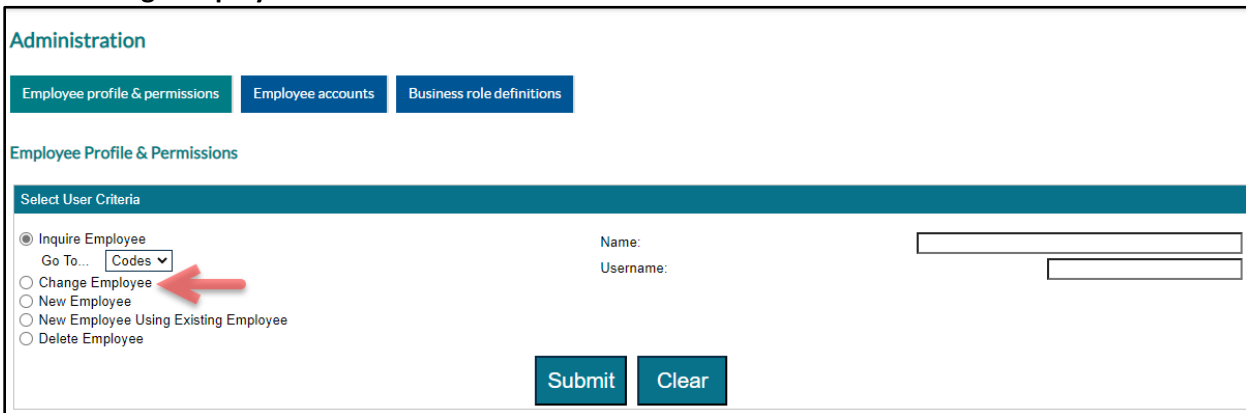 Administration
Employee profile & permissions Employee accounts Business role definitions
Employee Profile & Permissions
Select User Criteria
Inquire Employee
Go To... Codes
Change Employee
New Employee
New Employee Using Existing Employee
Delete Employee
Name:
Username:
Submit Clear